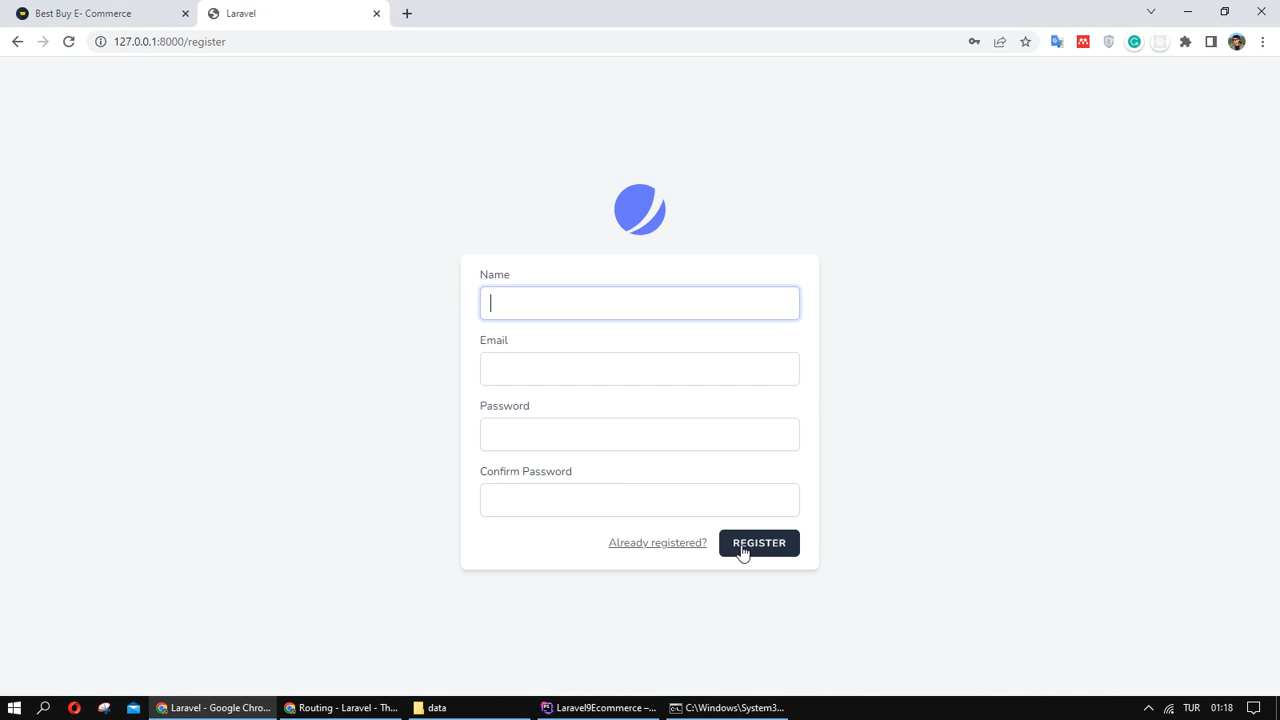 Best Buy E- Commerce
Laravel
127.0.0.1:8000/register
Name
Email
Password
Confirm Password
Already registered?
REGISTER
Laravel - Google Chro...
Routing - Laravel - Th...
data
Laravel9Ecommerce –...
C:\Windows\System3...
TUR
01:18